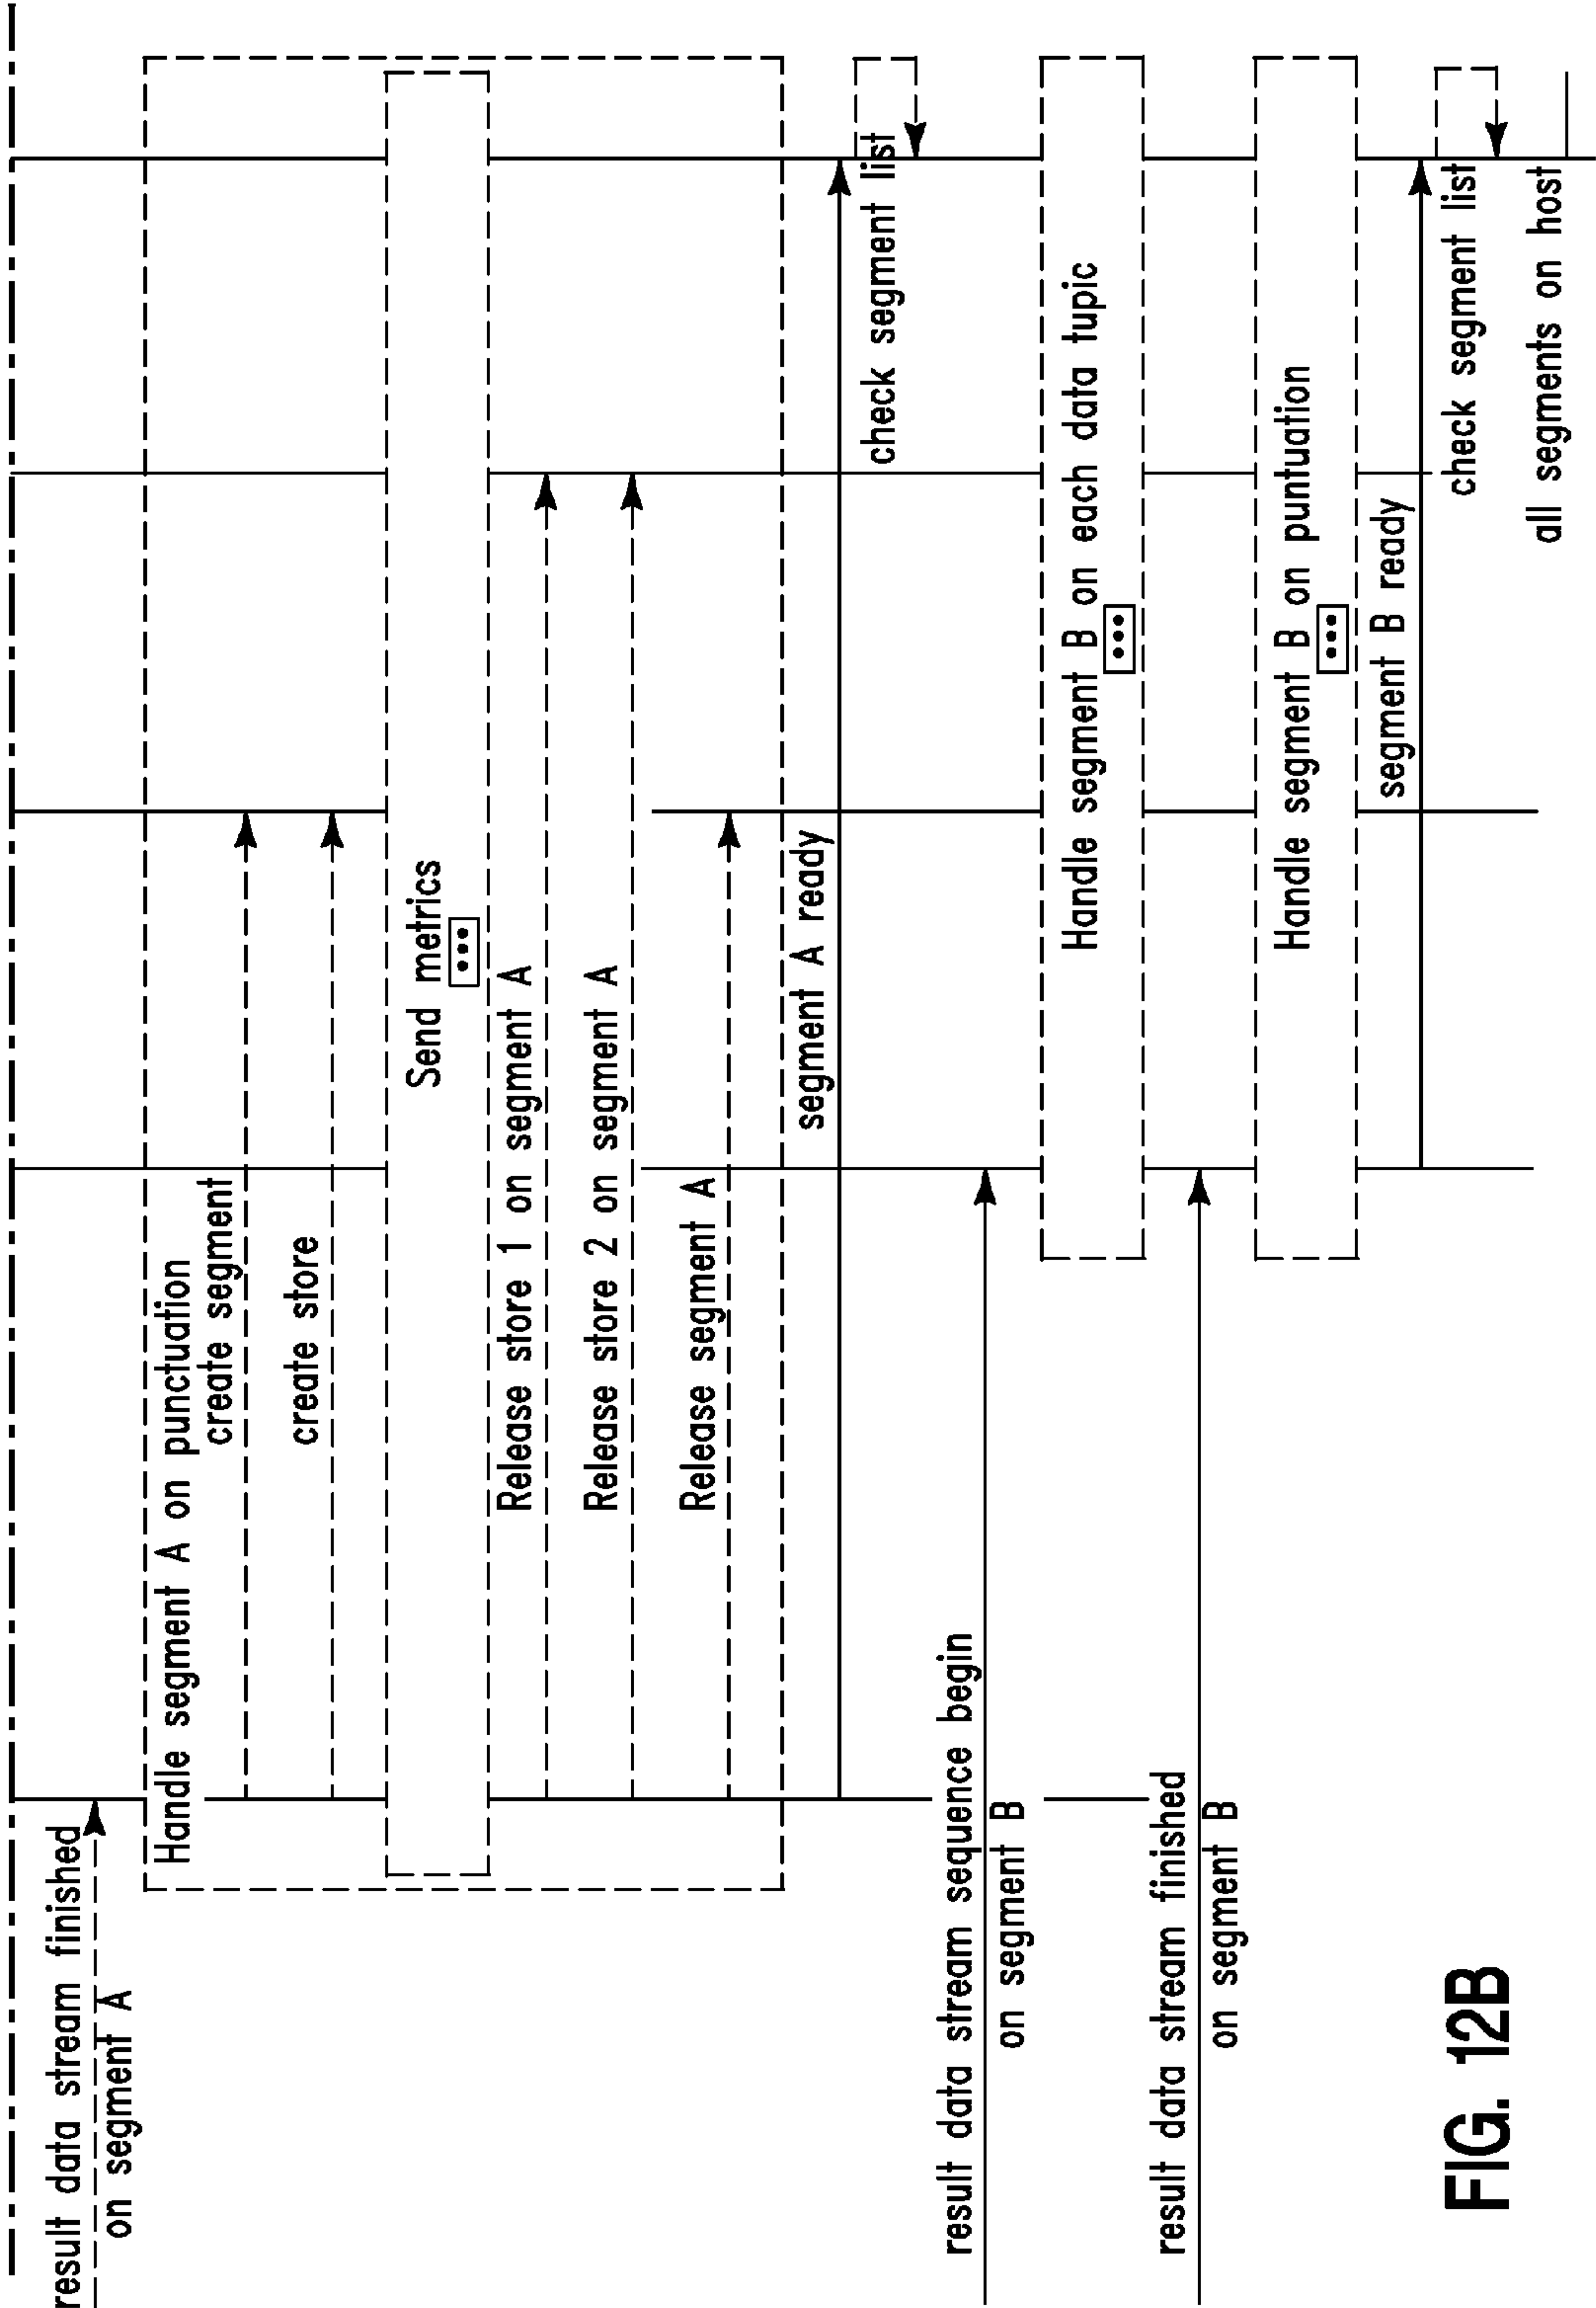 result data stream finished
on segment A
Handle segment A on punctuation
create segment
create store
Send metrics
Release store 1 on segment A
Release store 2 on segment A
Release segment A
segment A ready
check segment list
result data stream sequence begin
on segment B
Handle segment B on each data tupic
result data stream finished
on segment B
Handle segment B on puntuation
segment B ready
check segment list
all segments on host
FIG. 12B